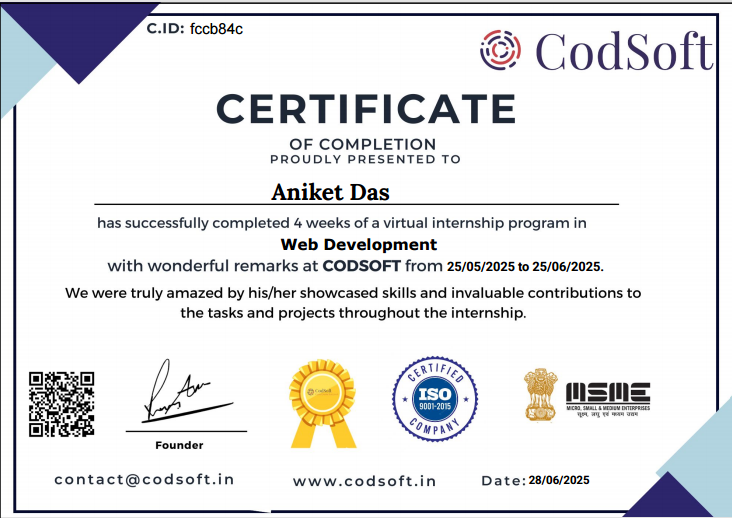 C.ID: fccb84c
CodSoft
CERTIFICATE
OF COMPLETION
PROUDLY PRESENTED TO
Aniket Das
has successfully completed 4 weeks of a virtual internship program in
Web Development
with wonderful remarks at CODSOFT from 25/05/2025 to 25/06/2025.
We were truly amazed by his/her showcased skills and invaluable contributions to
the tasks and projects throughout the internship.
CodSoft
CERTIFIED
ISO
9001-2015
COMPANY
MSME
MICRO, SMALL & MEDIUM ENTERPRISES
सूक्ष्म, लघु एवं मध्यम उद्यम
Founder
contact@codsoft.in
www.codsoft.in
Date: 28/06/2025